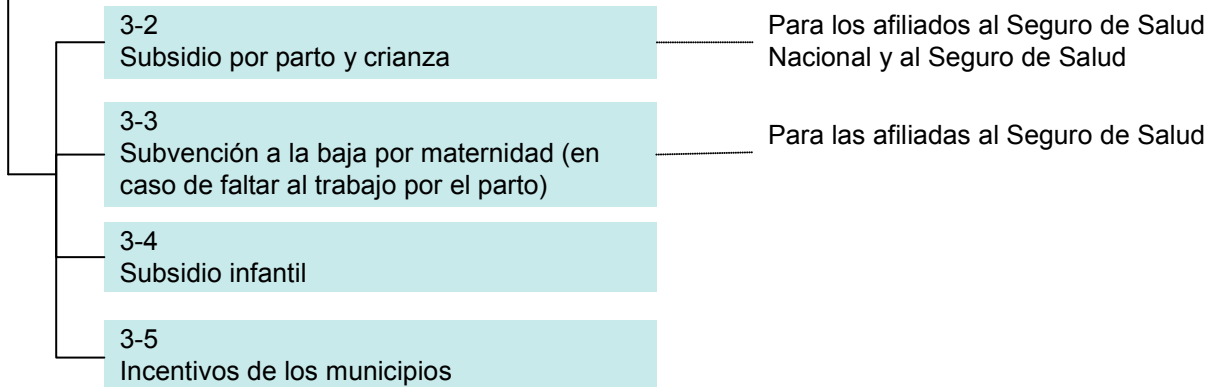 3-2
Subsidio por parto y crianza
Para los afiliados al Seguro de Salud
Nacional y al Seguro de Salud
3-3
Subvención a la baja por maternidad (en
caso de faltar al trabajo por el parto)
Para las afiliadas al Seguro de Salud
3-4
Subsidio infantil
3-5
Incentivos de los municipios